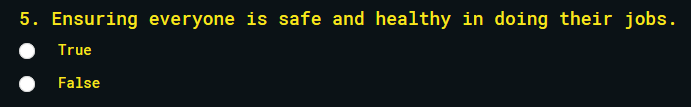 5. Ensuring everyone is safe and healthy in doing their jobs.
True
False